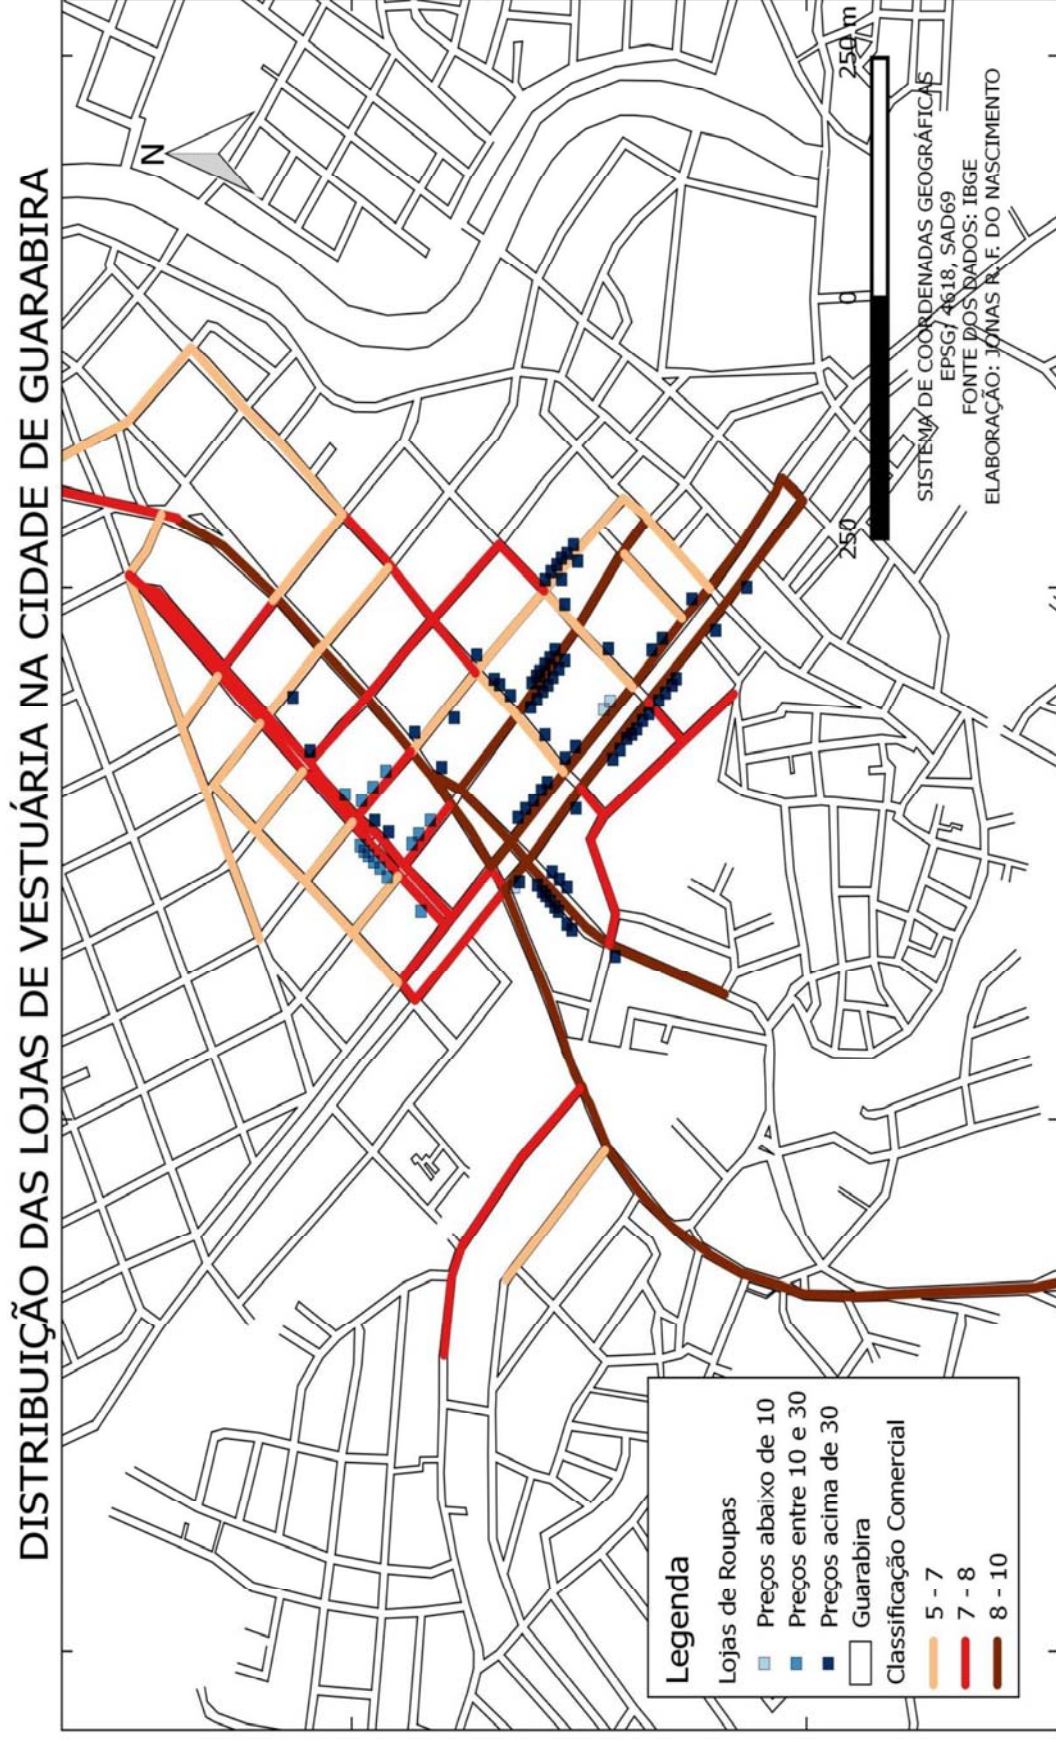 DISTRIBUIÇÃO DAS LOJAS DE VESTUÁRIA NA CIDADE DE GUARABIRA
N
Legenda
Lojas de Roupas
Preços abaixo de 10
Preços entre 10 e 30
Preços acima de 30
Guarabira
Classificação Comercial
5 - 7
7 - 8
8 - 10
250 0 250 m
SISTEMA DE COORDENADAS GEOGRÁFICAS
EPSG: 4618, SAD69
FONTE DOS DADOS: IBGE
ELABORAÇÃO: JONAS R. F. DO NASCIMENTO